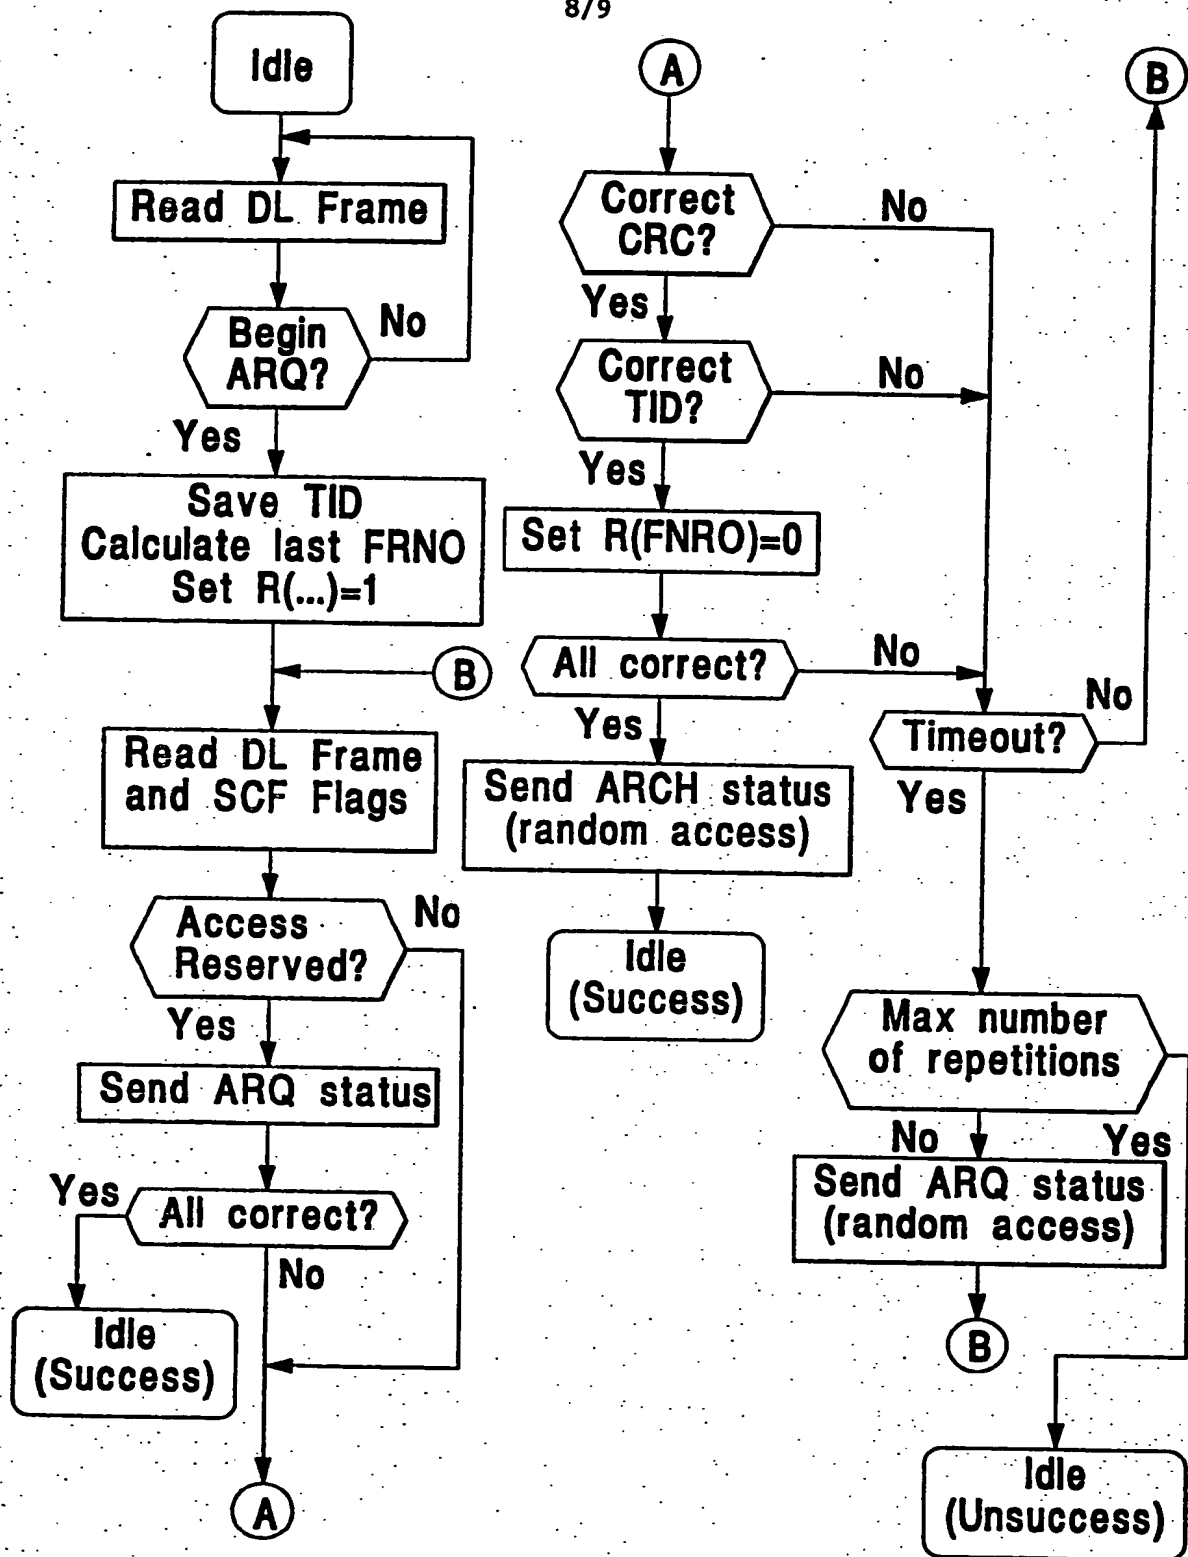 8/9
Idle
Read DL Frame
Begin
ARQ?
No
Yes
Save TID
Calculate last FRNO
Set R(...)=1
B
Read DL Frame
and SCF Flags
Access
Reserved?
No
Yes
Send ARQ status
Yes
All correct?
No
Idle
(Success)
A
A
Correct
CRC?
No
Yes
Correct
TID?
No
Yes
Set R(FNRO)=0
All correct?
No
Yes
Send ARCH status
(random access)
Idle
(Success)
B
Timeout?
No
Yes
Max number
of repetitions
No
Yes
Send ARQ status
(random access)
B
Idle
(Unsuccess)